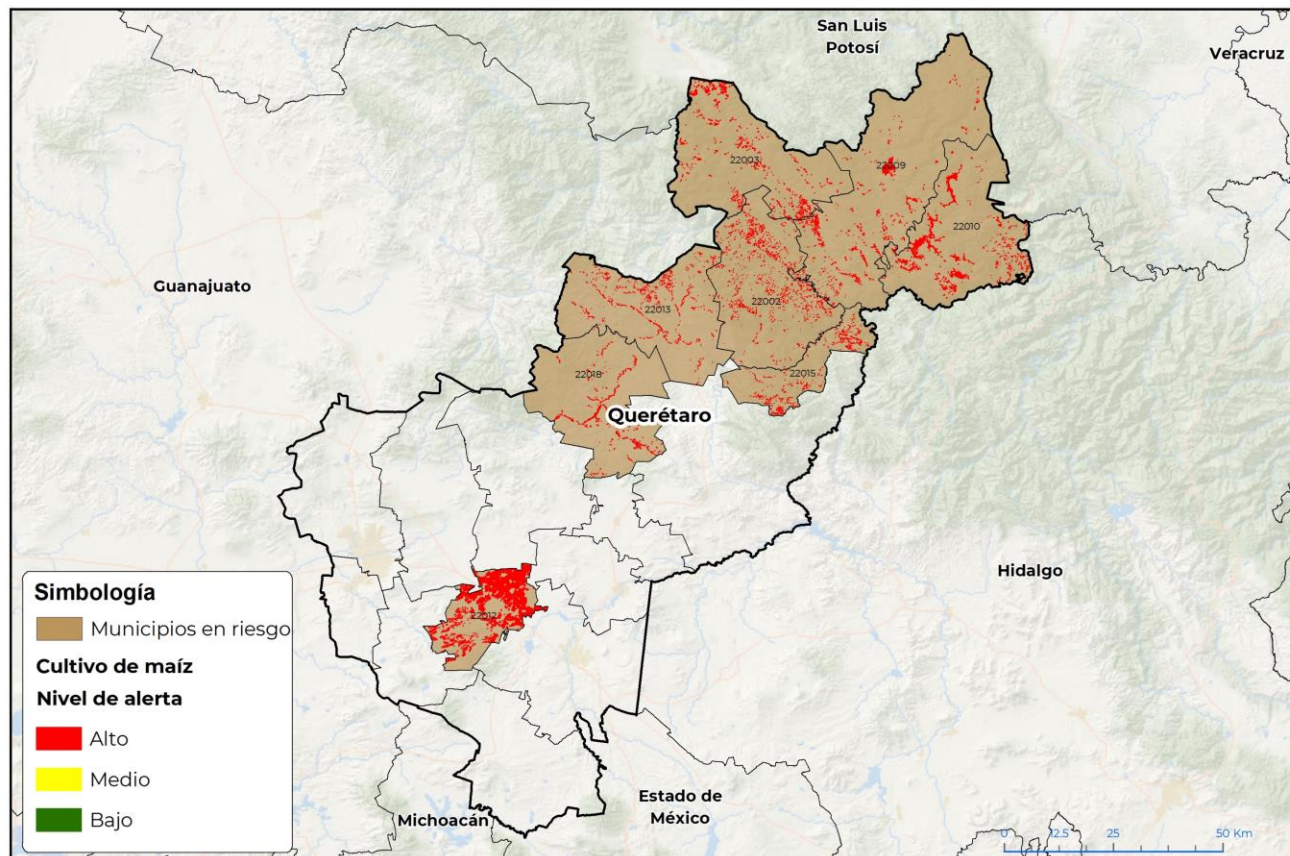 San Luis
Potosí
Veracruz
22003
22009
22010
Guanajuato
22013
22002
22018
22015
Querétaro
Hidalgo
22012
Simbología
Municipios en riesgo
Cultivo de maíz
Nivel de alerta
Alto
Medio
Bajo
Michoacán
Estado de
México
0 12.5 25 50 Km